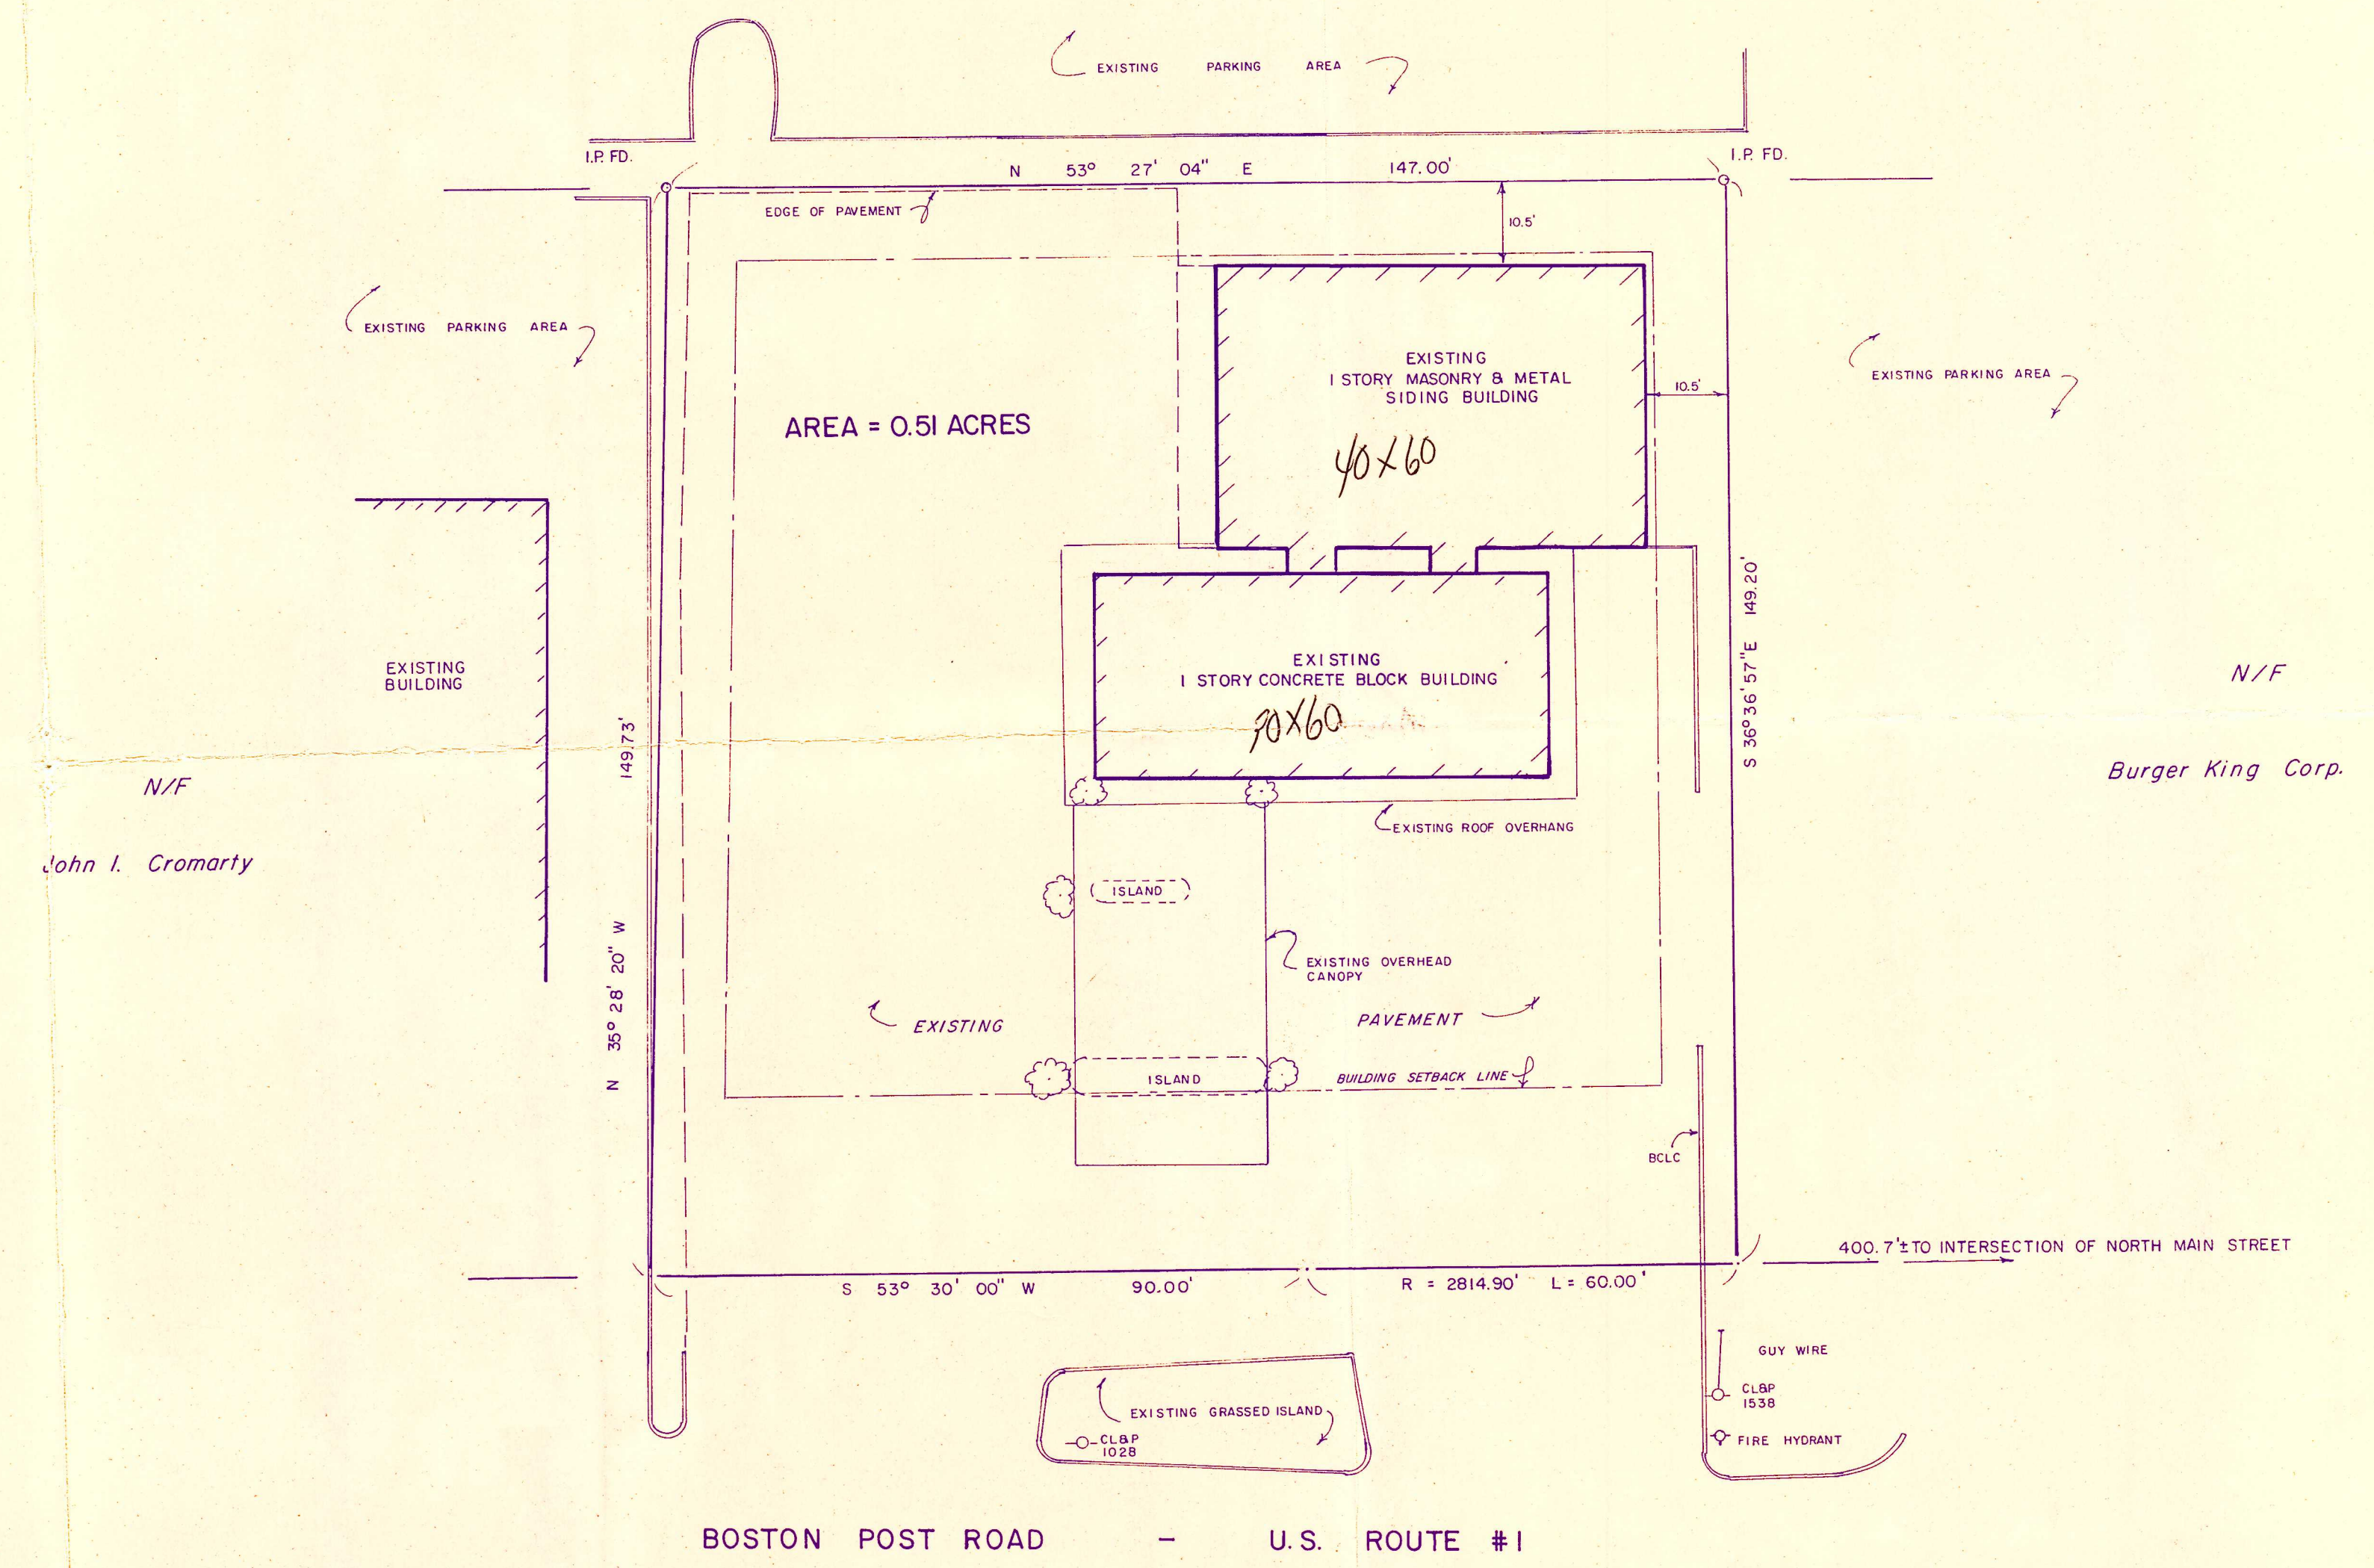 EXISTING PARKING AREA
I.P. FD.
I.P. FD.
N 53° 27' 04" E 147.00'
EDGE OF PAVEMENT
10.5'
EXISTING PARKING AREA
EXISTING
1 STORY MASONRY & METAL
SIDING BUILDING
40X60
10.5'
EXISTING PARKING AREA
AREA = 0.51 ACRES
EXISTING
BUILDING
EXISTING
1 STORY CONCRETE BLOCK BUILDING
S 36° 36' 57" E 149.20'
N/F
Burger King Corp.
N/F
John I. Cromarty
N 35° 28' 20" W 149.73'
EXISTING ROOF OVERHANG
ISLAND
EXISTING OVERHEAD
CANOPY
EXISTING PAVEMENT
ISLAND
BUILDING SETBACK LINE
BCLC
400.7'± TO INTERSECTION OF NORTH MAIN STREET
S 53° 30' 00" W 90.00' R = 2814.90' L = 60.00'
GUY WIRE
CL&P
1538
EXISTING GRASSED ISLAND
CL&P
1028
FIRE HYDRANT
BOSTON POST ROAD - U.S. ROUTE #1